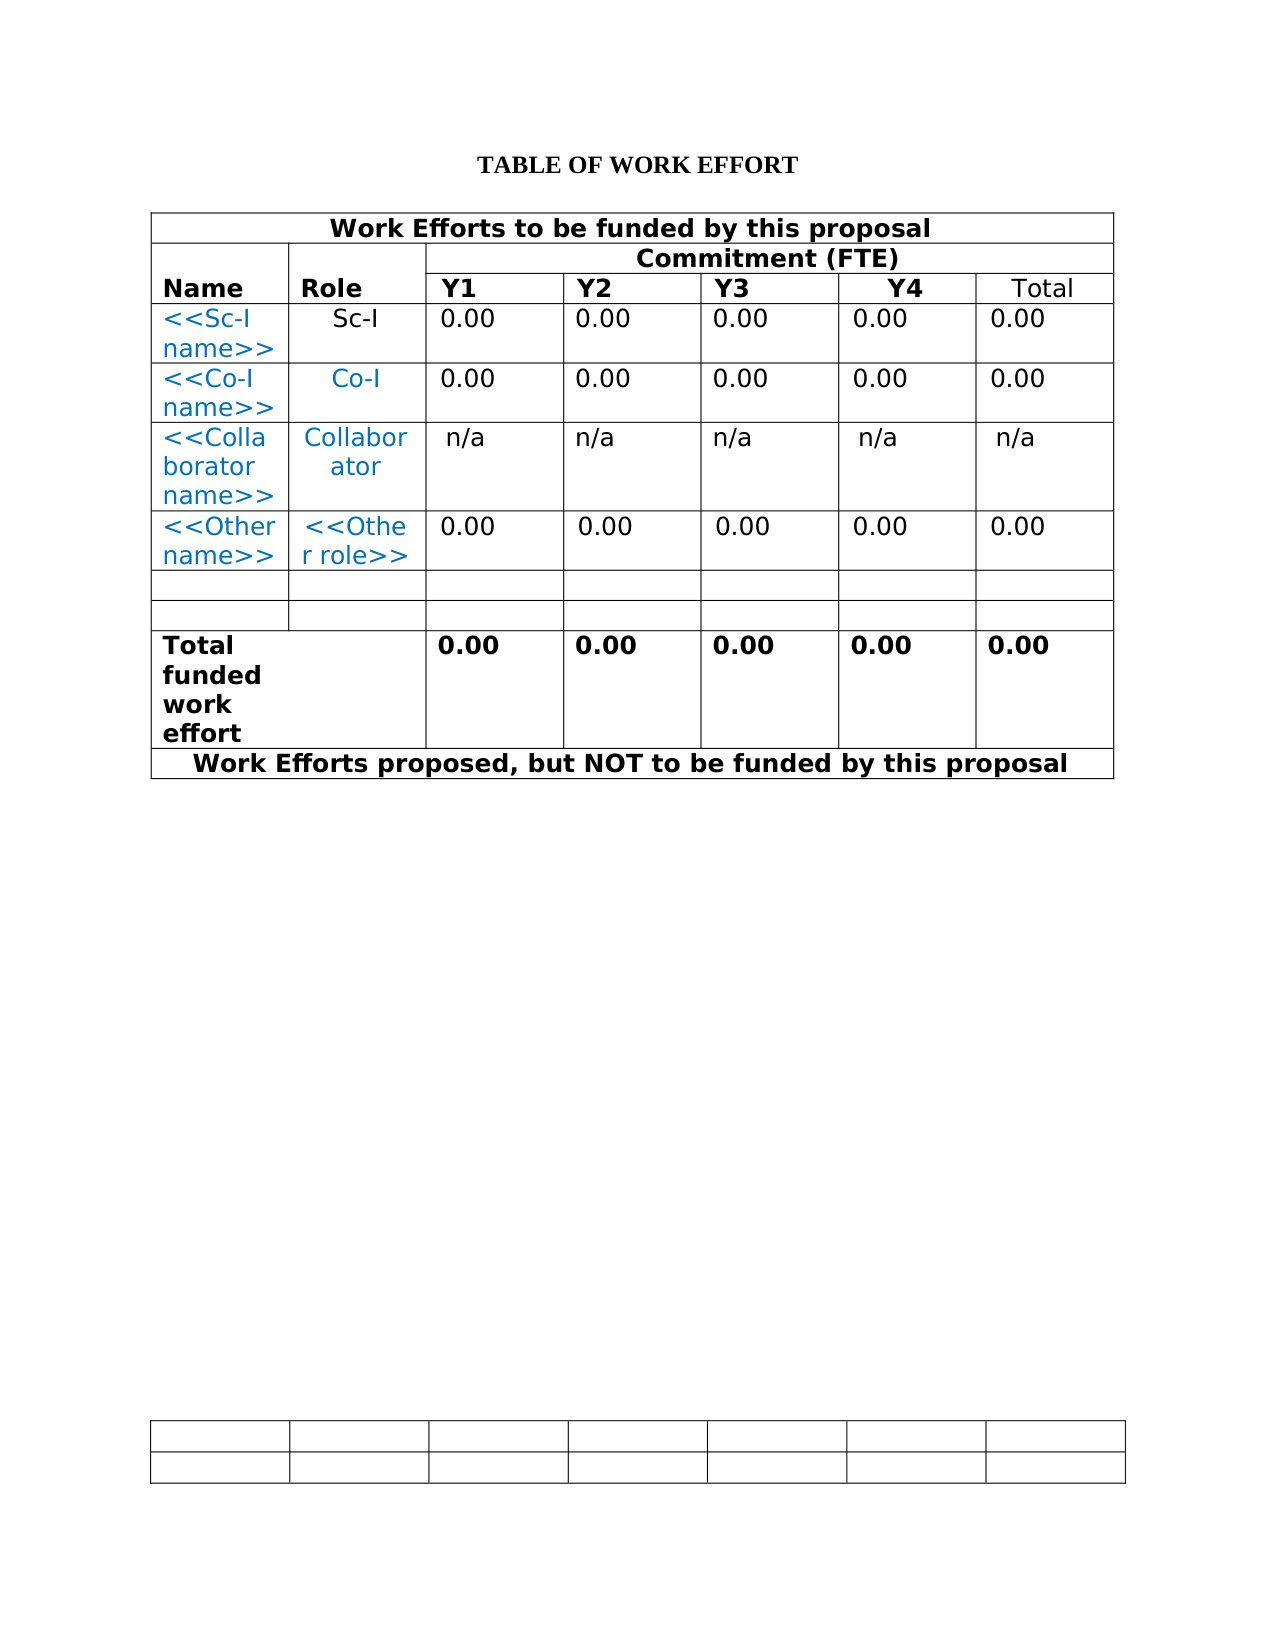 TABLE OF WORK EFFORT
Work Efforts to be funded by this proposal
Commitment (FTE)
Name Role Y1 Y2 Y3 Y4 Total
<<Sc-I Sc-I 0.00 0.00 0.00 0.00 0.00
name>>
<<Co-I Co-I 0.00 0.00 0.00 0.00 0.00
name>>
<<Colla Collabor n/a n/a n/a n/a n/a
borator ator
name>>
<<Other <<Othe 0.00 0.00 0.00 0.00 0.00
name>> r role>>
Total 0.00 0.00 0.00 0.00 0.00
funded
work
effort
Work Efforts proposed, but NOT to be funded by this proposal